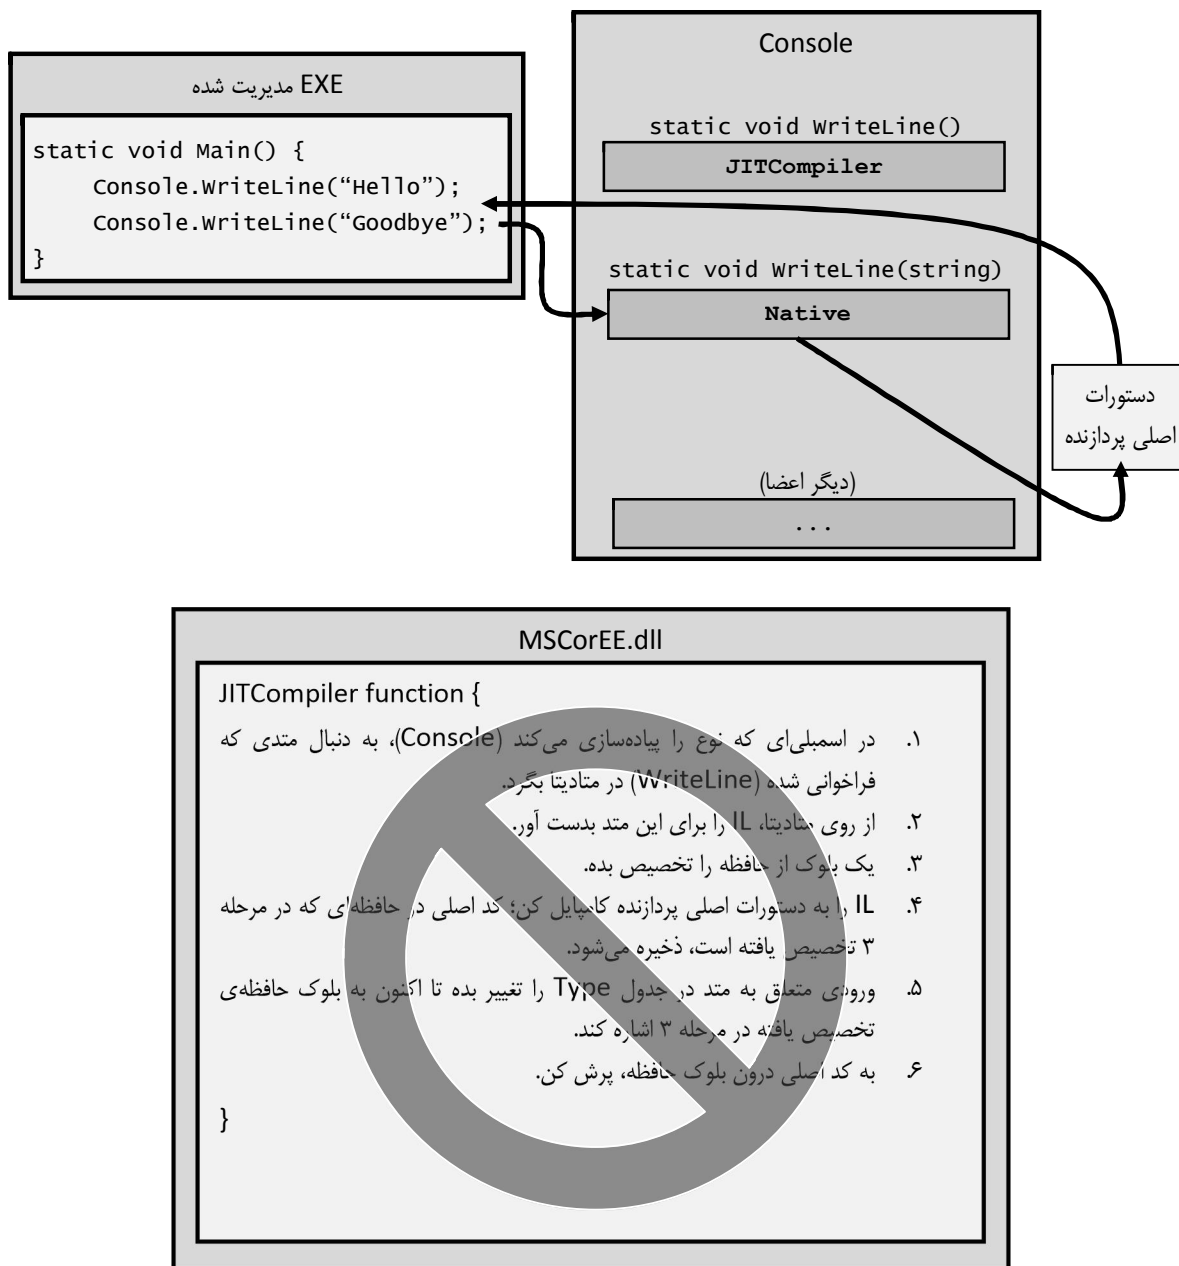 EXE مدیریت شده
static void Main() {
Console.WriteLine(“Hello”);
Console.WriteLine(“Goodbye”);
}
Console
static void WriteLine()
JITCompiler
static void WriteLine(string)
Native
دستورات
اصلی پردازنده
(دیگر اعضا)
...
MSCorEE.dll
JITCompiler function {
۱. در اسمبلی‌ای که نوع را پیاده‌سازی می‌کند (Console)، به دنبال متدی که
فراخوانی شده (WriteLine) در متادیتا بگرد.
۲. از روی متادیتا، IL را برای این متد بدست آور.
۳. یک بلوک از حافظه را تخصیص بده.
۴. IL را به دستورات اصلی پردازنده کامپایل کن؛ کد اصلی در حافظه‌ای که در مرحله
۳ تخصیص یافته است، ذخیره می‌شود.
۵. ورودی متعلق به متد در جدول Type را تغییر بده تا اکنون به بلوک حافظه‌ی
تخصیص یافته در مرحله ۳ اشاره کند.
۶. به کد اصلی درون بلوک حافظه، پرش کن.
}